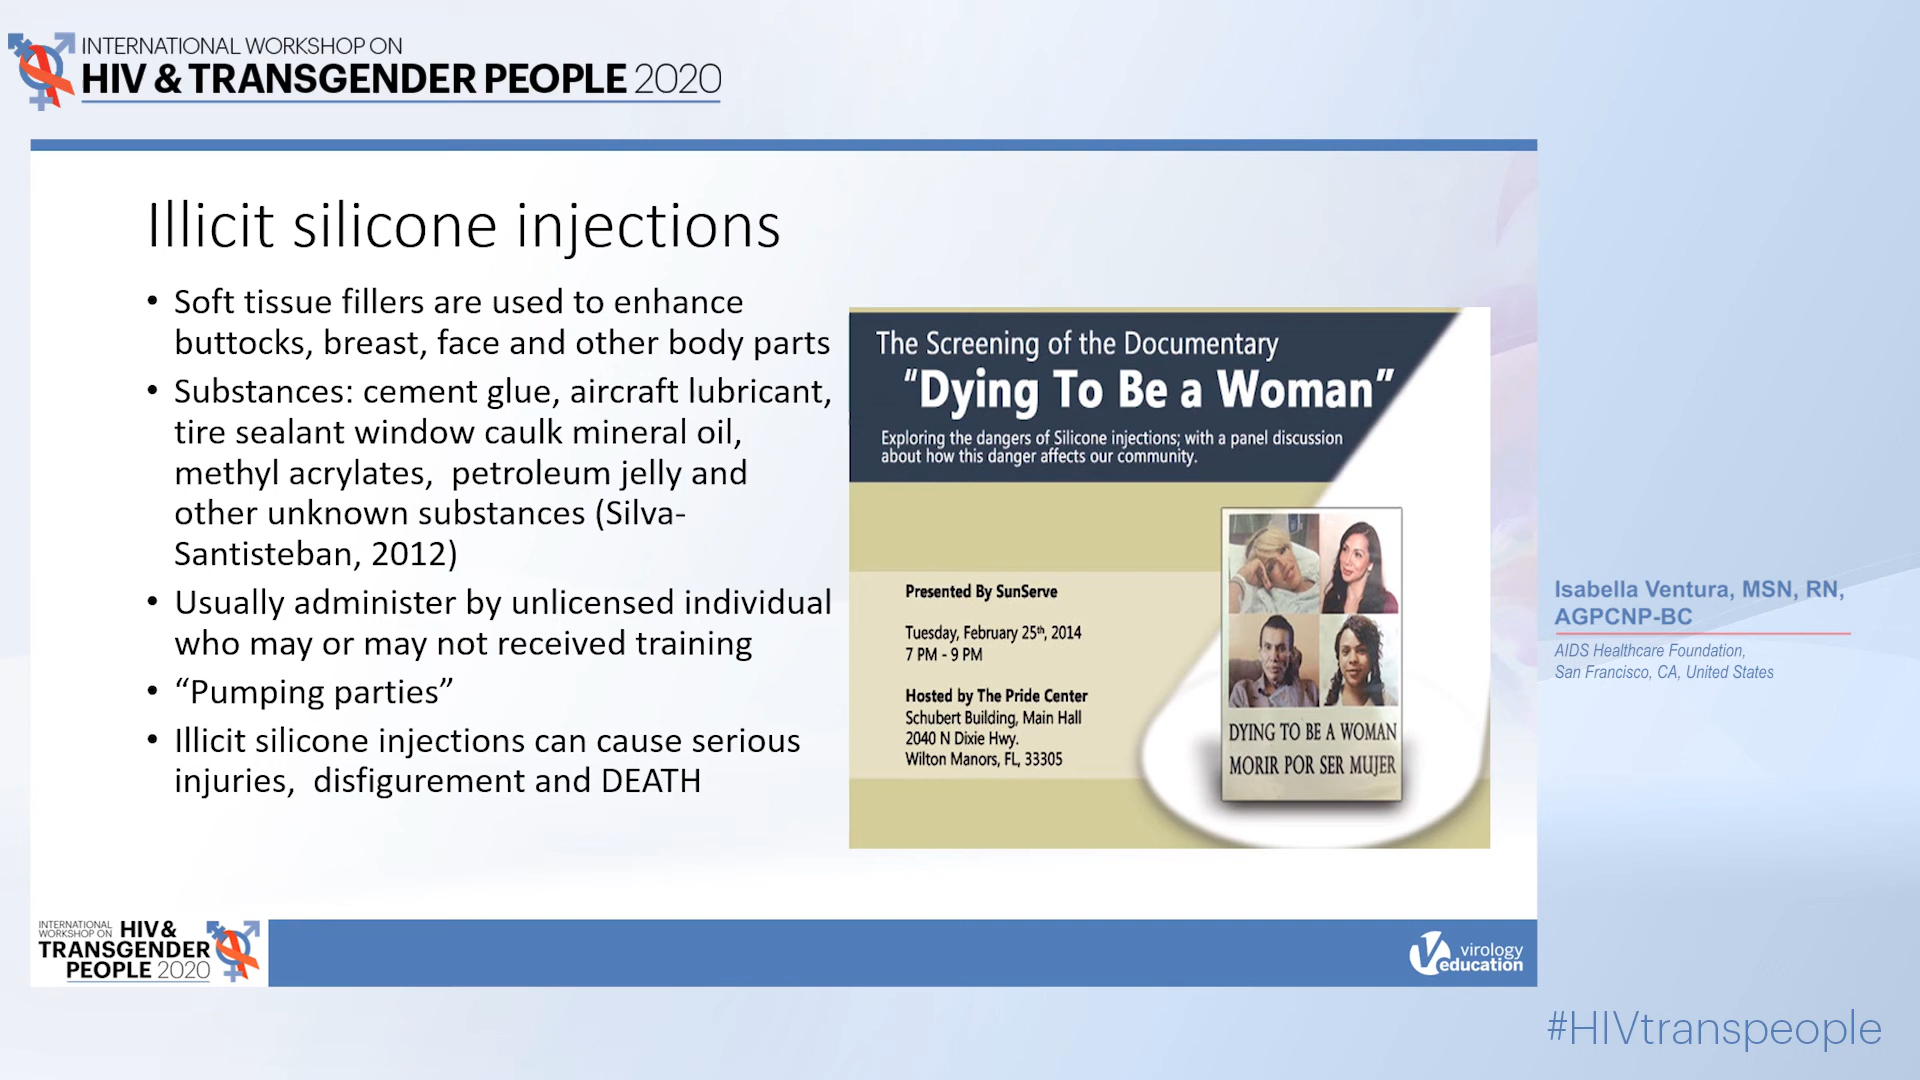 INTERNATIONAL WORKSHOP ON
HIV & TRANSGENDER PEOPLE 2020
Illicit silicone injections
• Soft tissue fillers are used to enhance
buttocks, breast, face and other body parts
• Substances: cement glue, aircraft lubricant,
tire sealant window caulk mineral oil,
methyl acrylates,  petroleum jelly and
other unknown substances (Silva-
Santisteban, 2012)
• Usually administer by unlicensed individual
who may or may not received training
• “Pumping parties”
• Illicit silicone injections can cause serious
injuries,  disfigurement and DEATH
The Screening of the Documentary
“Dying To Be a Woman”
Exploring the dangers of Silicone injections; with a panel discussion
about how this danger affects our community.
Presented By SunServe
Tuesday, February 25th, 2014
7 PM - 9 PM
Hosted by The Pride Center
Schubert Building, Main Hall
2040 N Dixie Hwy.
Wilton Manors, FL, 33305
DYING TO BE A WOMAN
MORIR POR SER MUJER
Isabella Ventura, MSN, RN,
AGPCNP-BC
AIDS Healthcare Foundation,
San Francisco, CA, United States
INTERNATIONAL
WORKSHOP ON HIV &
TRANSGENDER
PEOPLE 2020
virology
education
#HIVtranspeople